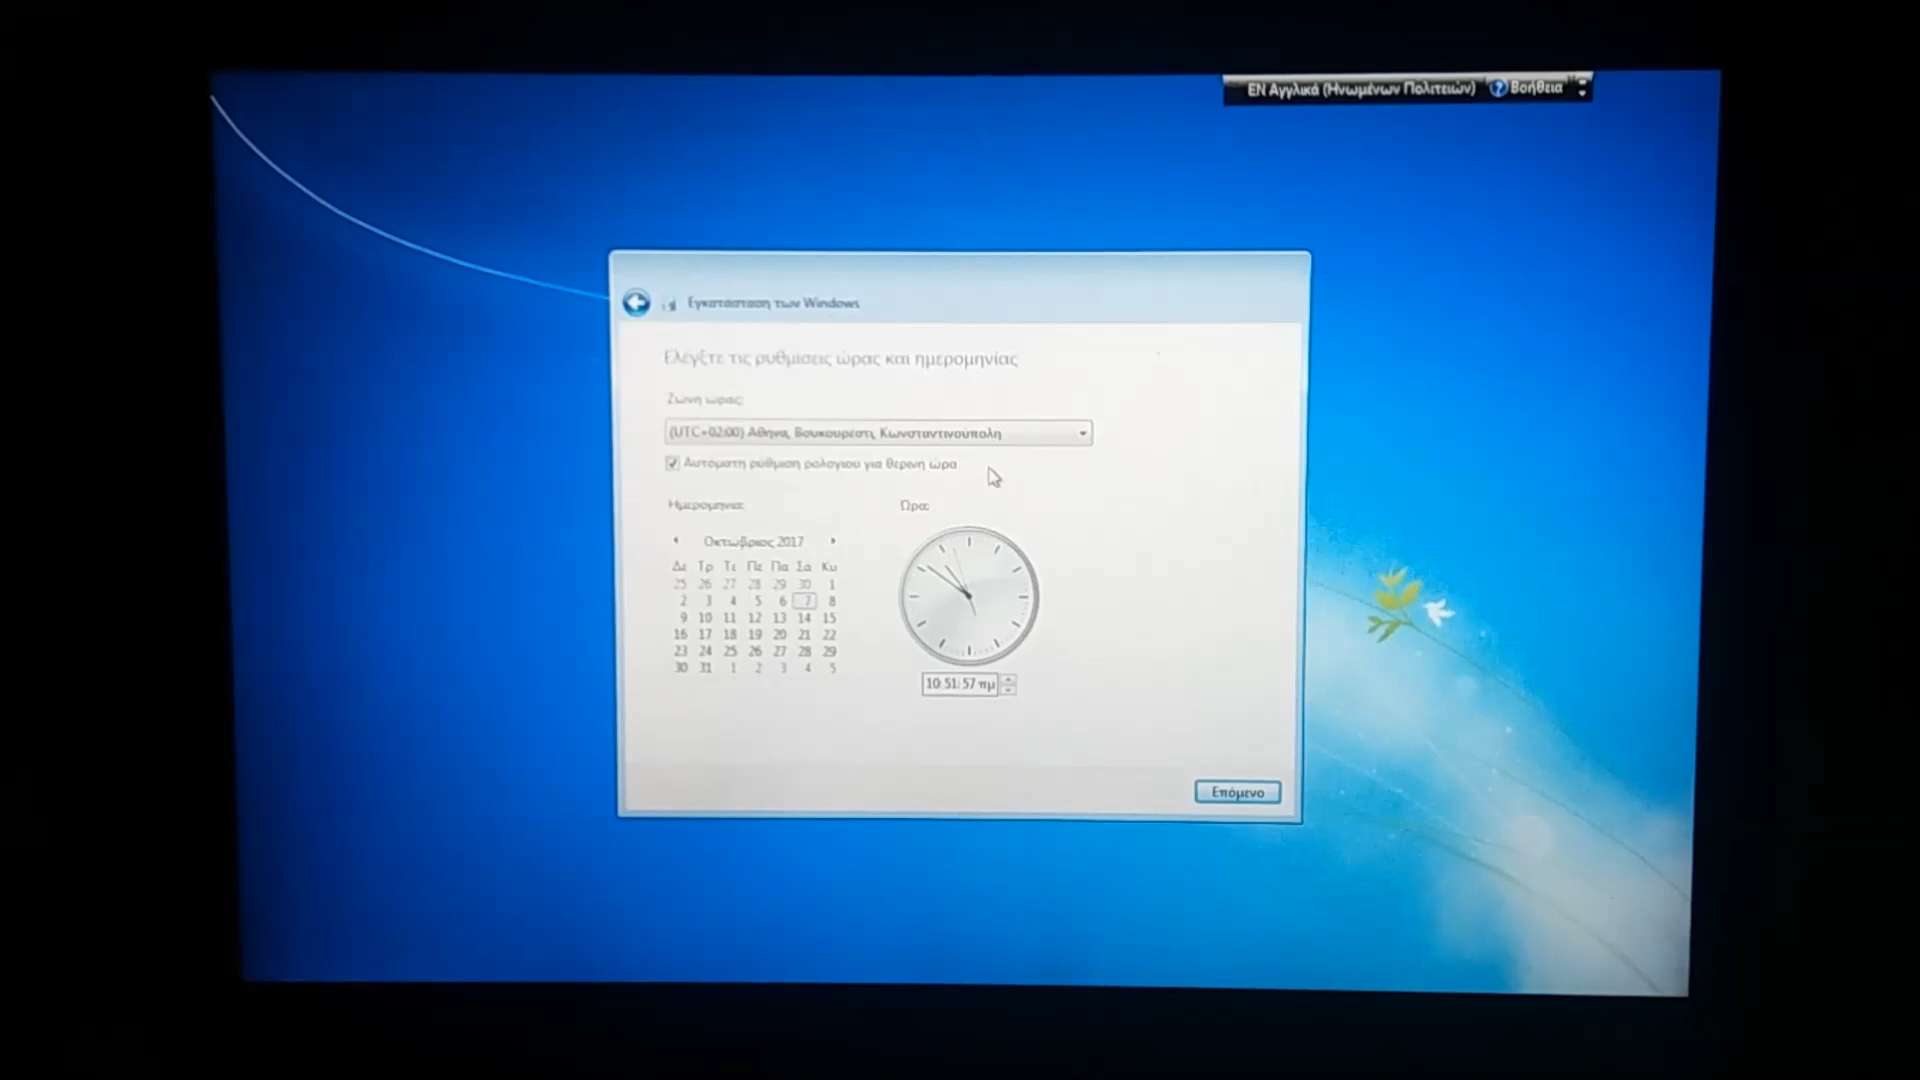 EN Αγγλικά (Ηνωμένων Πολιτειών) Βοήθεια
Εγκατάσταση των Windows
Ελέγξτε τις ρυθμίσεις ώρας και ημερομηνίας
Ζώνη ώρας:
(UTC+02:00) Αθήνα, Βουκουρέστι, Κωνσταντινούπολη
Αυτόματη ρύθμιση ρολογιού για θερινή ώρα
Ημερομηνία: Ώρα:
Οκτώβριος 2017
Δε Τρ Τε Πε Πα Σα Κυ
25 26 27 28 29 30 1
2 3 4 5 6 7 8
9 10 11 12 13 14 15
16 17 18 19 20 21 22
23 24 25 26 27 28 29
30 31 1 2 3 4 5
10:51:57 πμ
Επόμενο